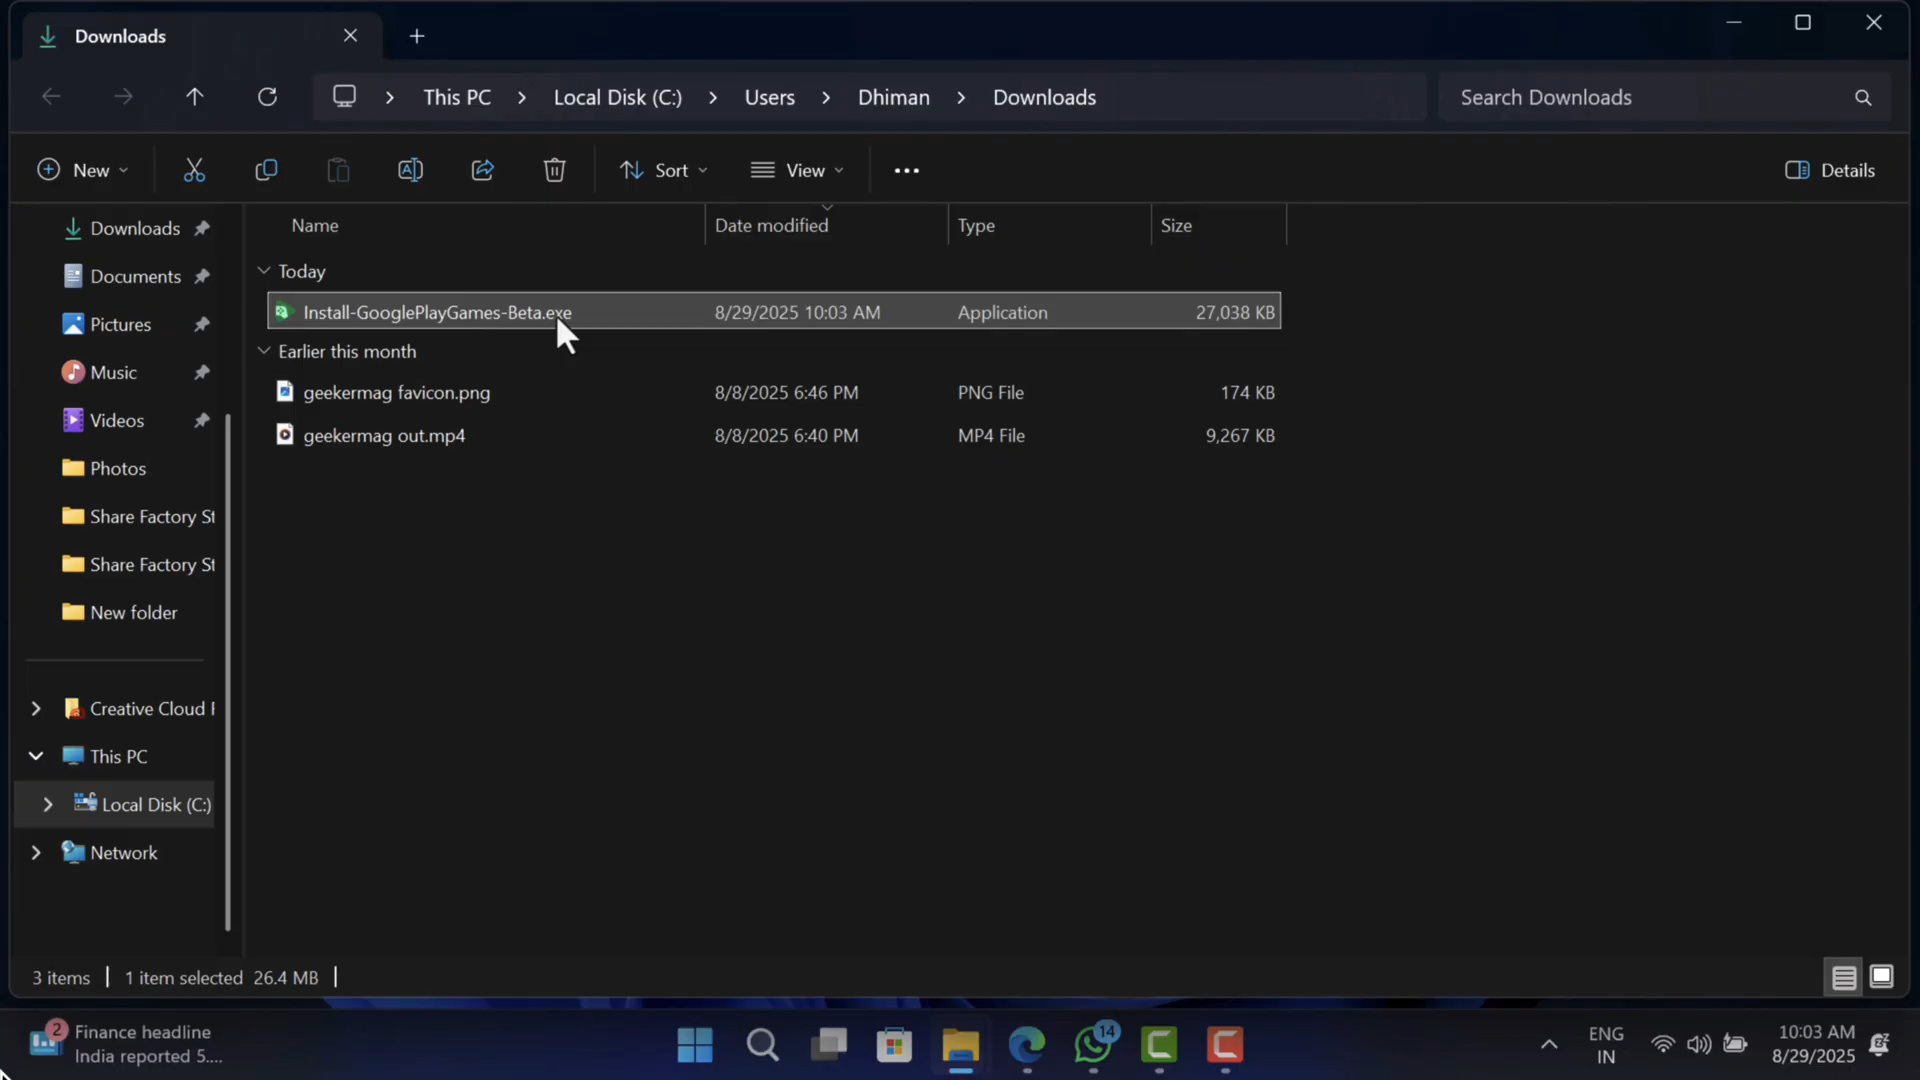 Downloads
This PC
Local Disk (C:)
Users
Dhiman
Downloads
Search Downloads
New
Sort
View
Details
Name
Date modified
Type
Size
Downloads
Documents
Pictures
Music
Videos
Photos
Share Factory St
Share Factory St
New folder
Creative Cloud F
This PC
Local Disk (C:)
Network
Today
Install-GooglePlayGames-Beta.exe 8/29/2025 10:03 AM Application 27,038 KB
Earlier this month
geekermag favicon.png 8/8/2025 6:46 PM PNG File 174 KB
geekermag out.mp4 8/8/2025 6:40 PM MP4 File 9,267 KB
3 items
1 item selected 26.4 MB
2
Finance headline
India reported 5....
14
ENG
IN
10:03 AM
8/29/2025